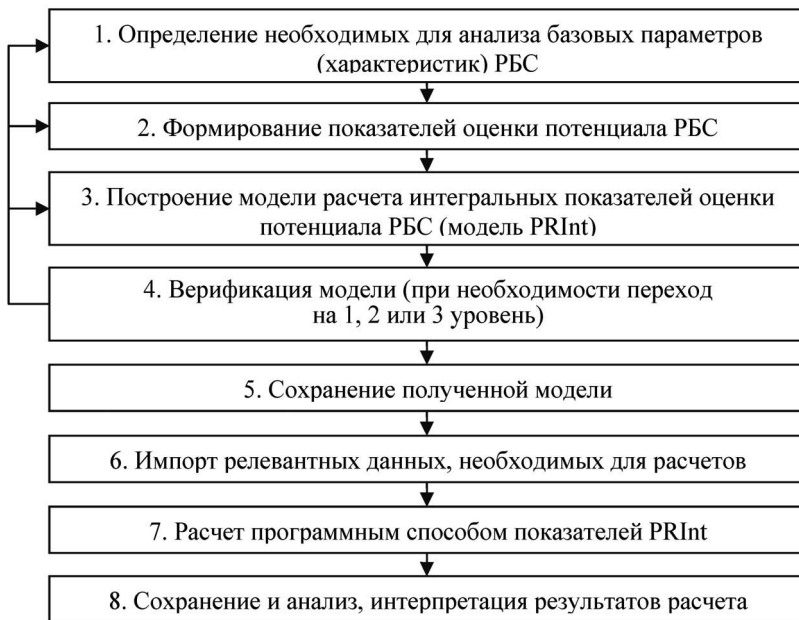 1. Определение необходимых для анализа базовых параметров
(характеристик) РБС
2. Формирование показателей оценки потенциала РБС
3. Построение модели расчета интегральных показателей оценки
потенциала РБС (модель PRInt)
4. Верификация модели (при необходимости переход
на 1, 2 или 3 уровень)
5. Сохранение полученной модели
6. Импорт релевантных данных, необходимых для расчетов
7. Расчет программным способом показателей PRInt
8. Сохранение и анализ, интерпретация результатов расчета